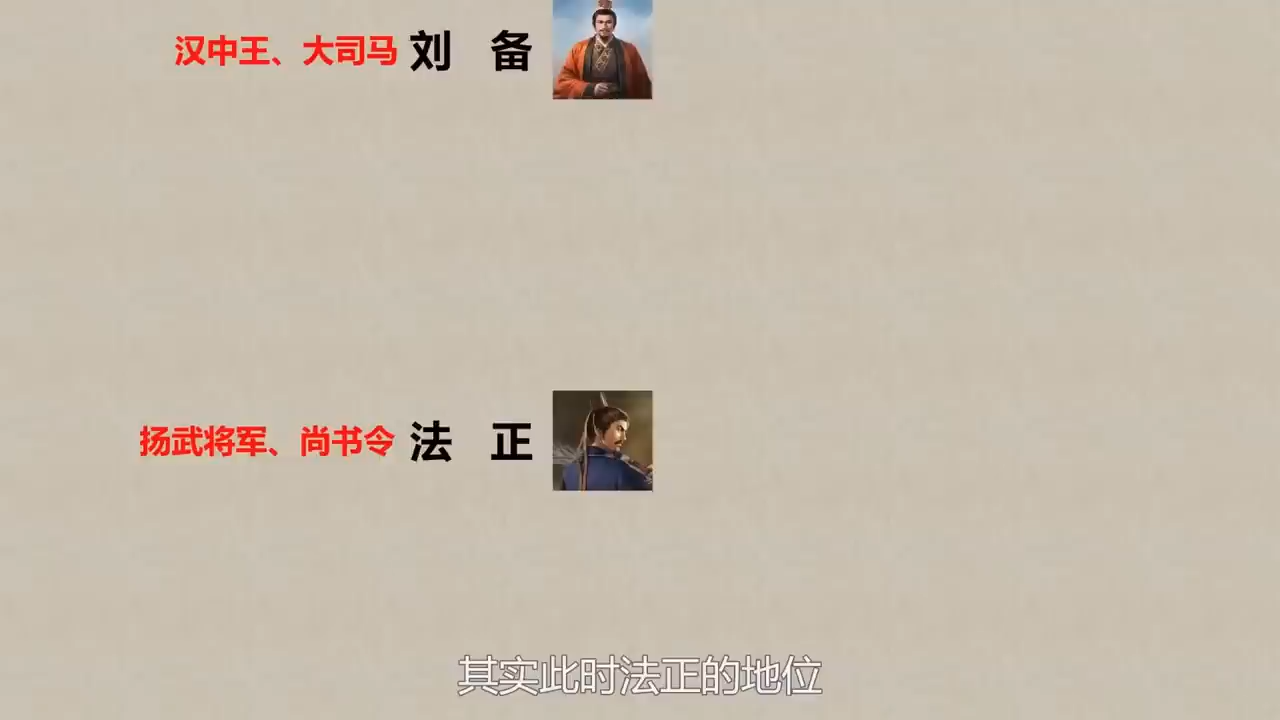 汉中王、大司马 刘 备
扬武将军、尚书令 法 正
其实此时法正的地位